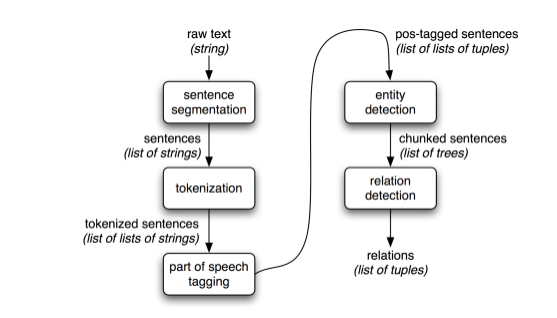 raw text
(string)
sentence
segmentation
sentences
(list of strings)
tokenization
tokenized sentences
(list of lists of strings)
part of speech
tagging
pos-tagged sentences
(list of lists of tuples)
entity
detection
chunked sentences
(list of trees)
relation
detection
relations
(list of tuples)